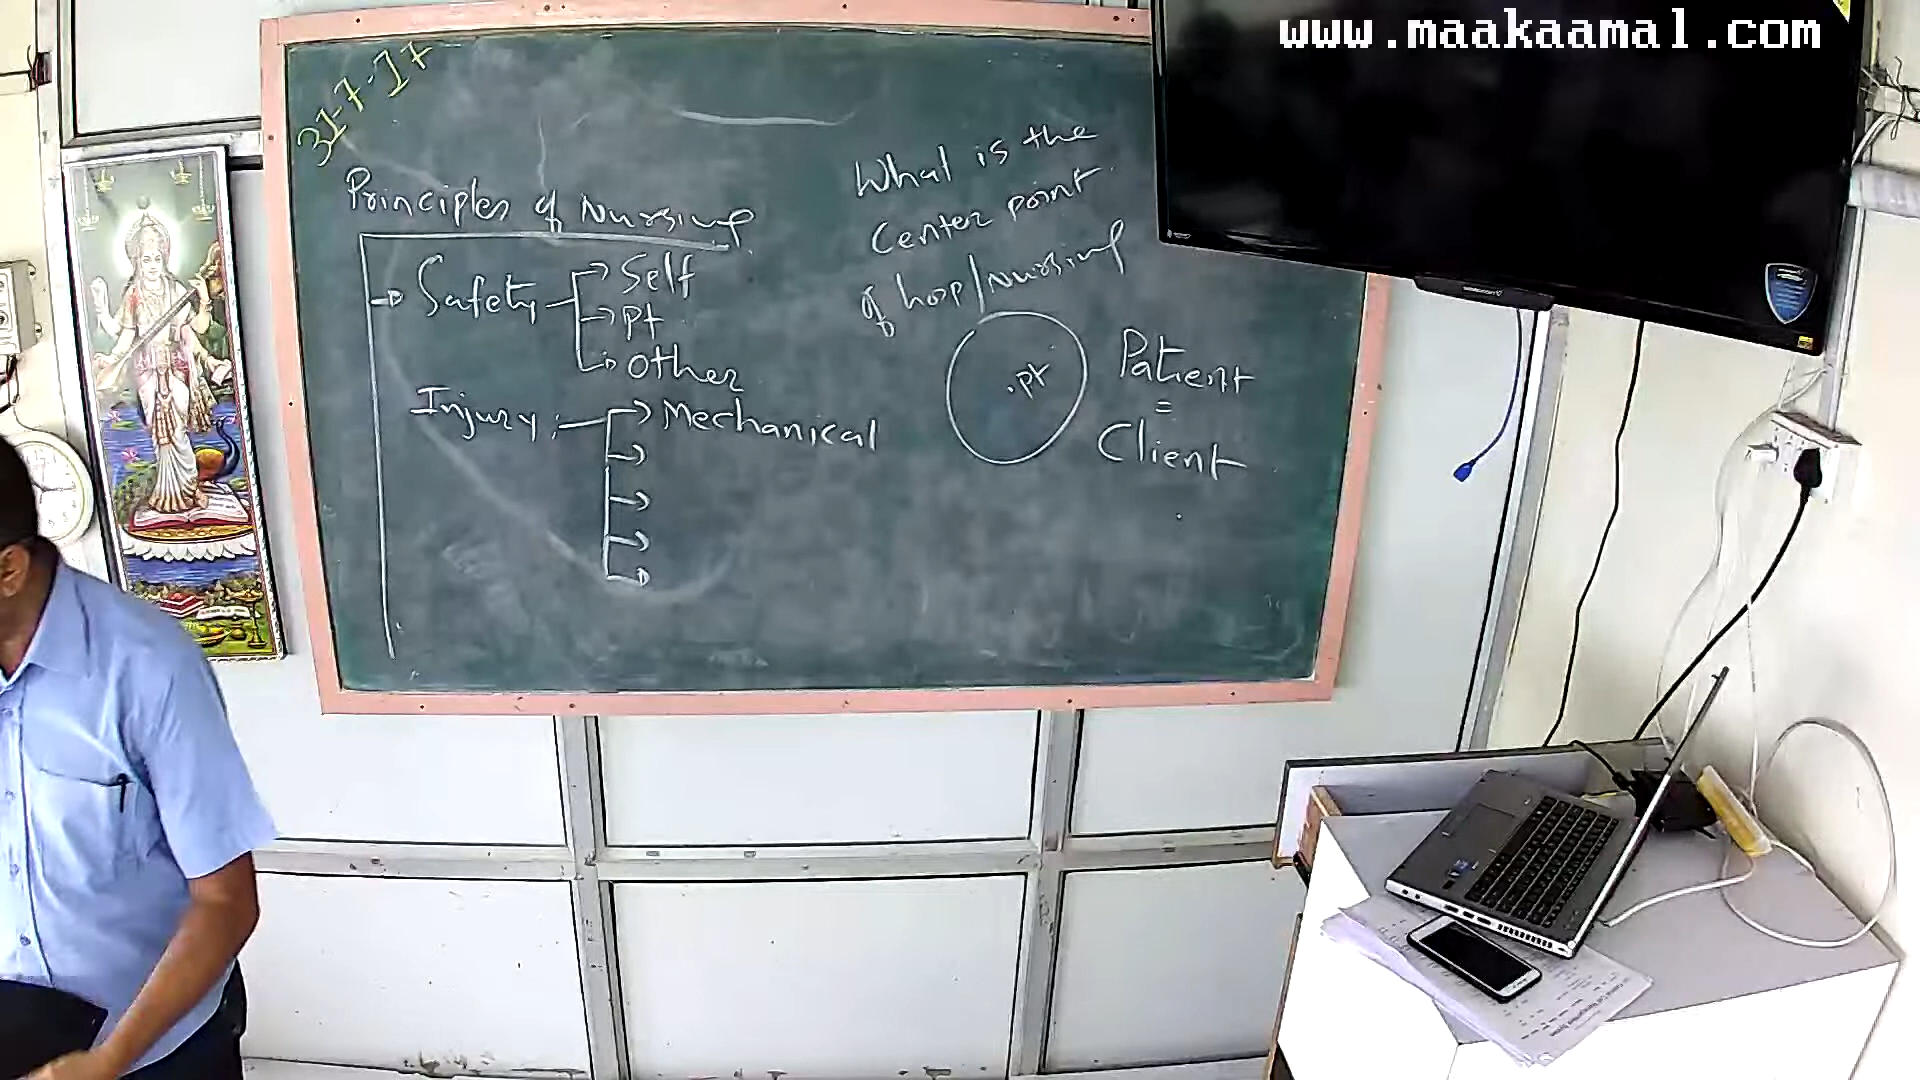 www.maakaamal.com
31-7-17
Principles of Nursing
Safety
Self
pt
other
Injury:
Mechanical
What is the
Center point
of hosp/Nursing
.pt
Patient
=
Client